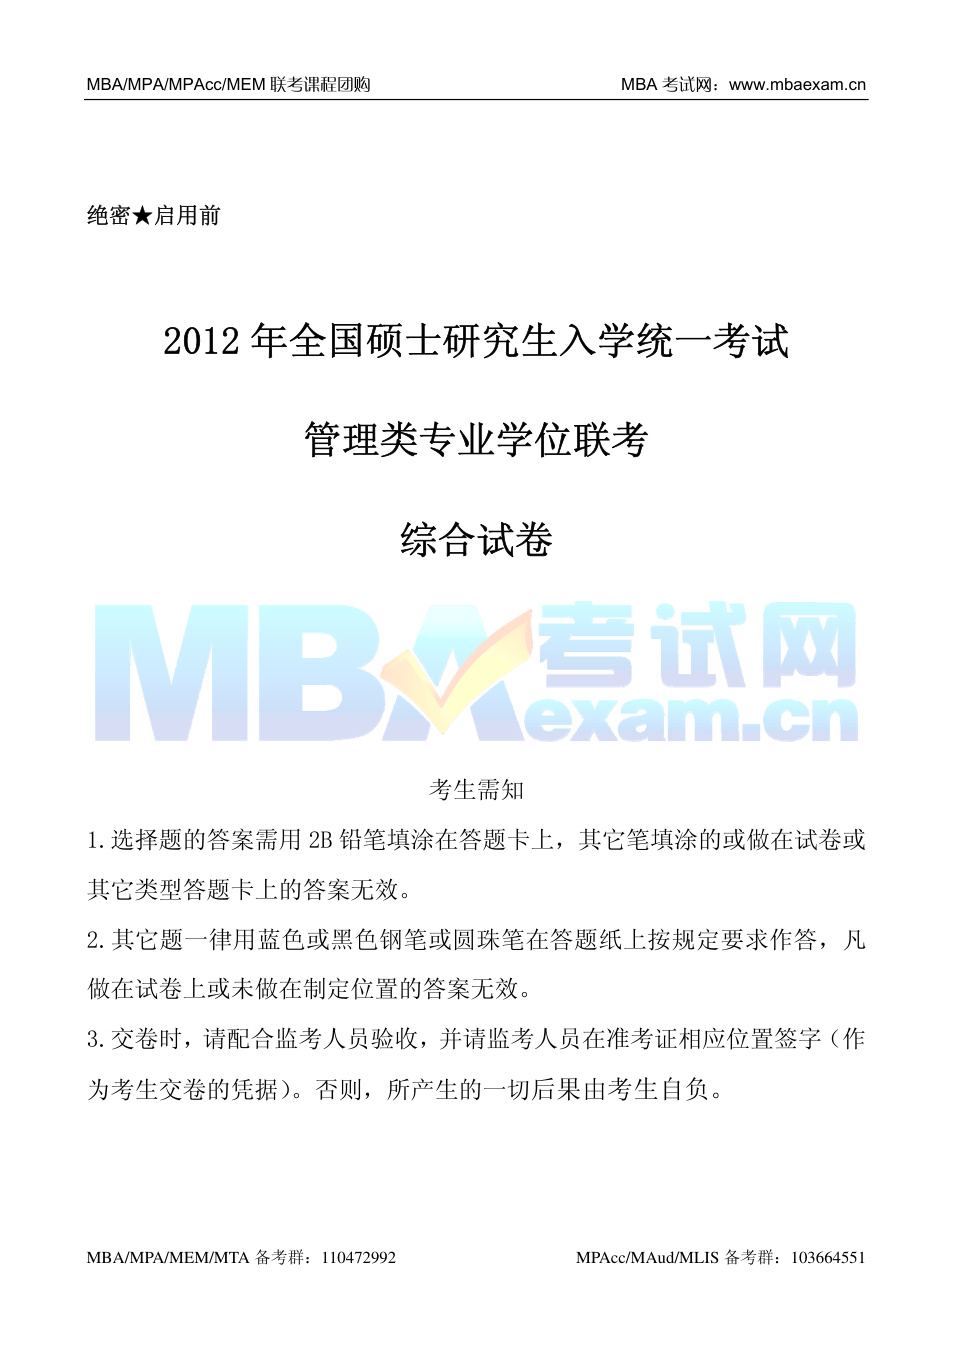 MBA/MPA/MPAcc/MEM 联考课程团购 MBA 考试网：www.mbaexam.cn
绝密★启用前
2012 年全国硕士研究生入学统一考试
管理类专业学位联考
综合试卷
MBA考试网
exam.cn
考生需知
1.选择题的答案需用 2B 铅笔填涂在答题卡上，其它笔填涂的或做在试卷或
其它类型答题卡上的答案无效。
2.其它题一律用蓝色或黑色钢笔或圆珠笔在答题纸上按规定要求作答，凡
做在试卷上或未做在制定位置的答案无效。
3.交卷时，请配合监考人员验收，并请监考人员在准考证相应位置签字（作
为考生交卷的凭据）。否则，所产生的一切后果由考生自负。
MBA/MPA/MEM/MTA 备考群：110472992 MPAcc/MAud/MLIS 备考群：103664551